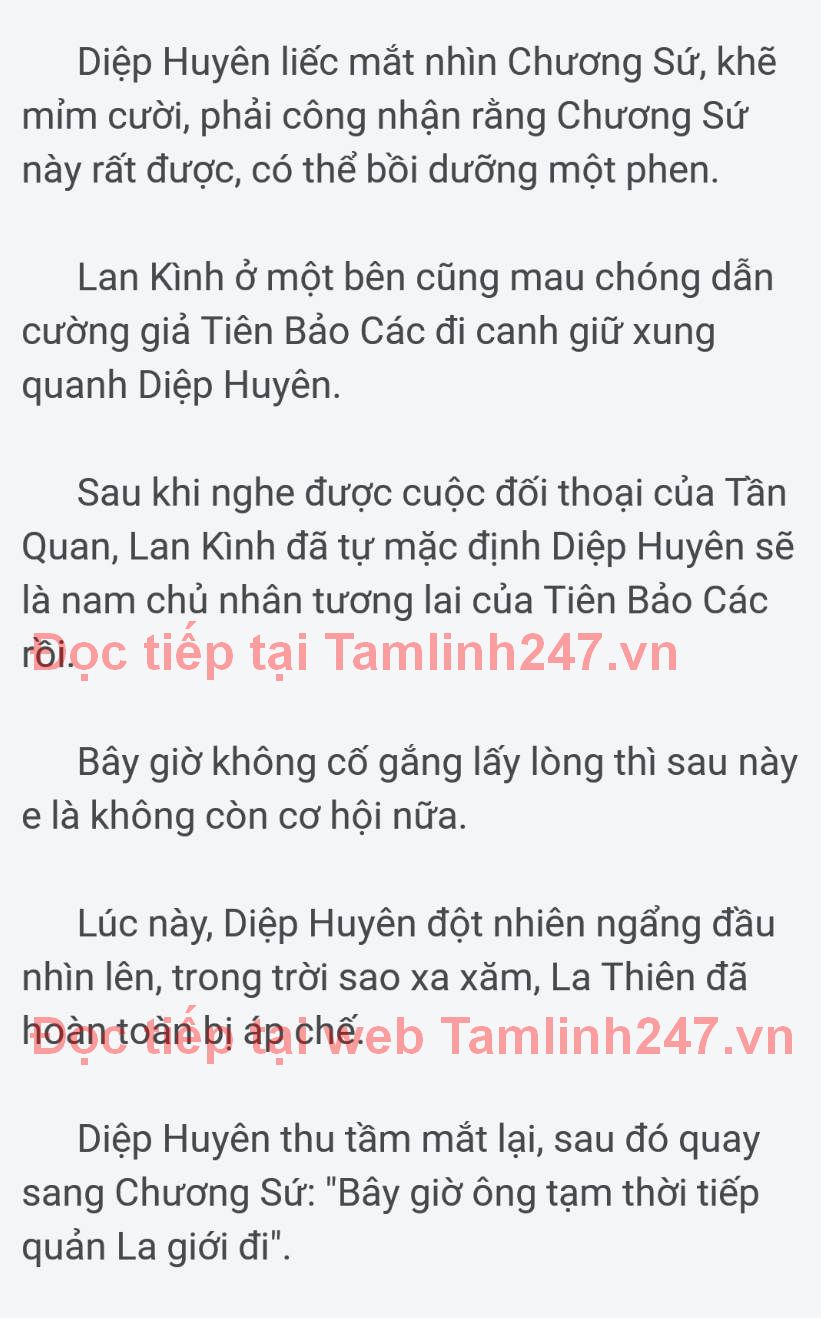 Diệp Huyên liếc mắt nhìn Chương Sứ, khẽ
mỉm cười, phải công nhận rằng Chương Sứ
này rất được, có thể bồi dưỡng một phen.
Lan Kình ở một bên cũng mau chóng dẫn
cường giả Tiên Bảo Các đi canh giữ xung
quanh Diệp Huyên.
Sau khi nghe được cuộc đối thoại của Tần
Quan, Lan Kình đã tự mặc định Diệp Huyên sẽ
là nam chủ nhân tương lai của Tiên Bảo Các
rồi.
Đọc tiếp tại Tamlinh247.vn
Bây giờ không cố gắng lấy lòng thì sau này
e là không còn cơ hội nữa.
Lúc này, Diệp Huyên đột nhiên ngẩng đầu
nhìn lên, trong trời sao xa xăm, La Thiên đã
hoàn toàn bị áp chế.
Đọc tiếp tại web Tamlinh247.vn
Diệp Huyên thu tầm mắt lại, sau đó quay
sang Chương Sứ: "Bây giờ ông tạm thời tiếp
quản La giới đi".